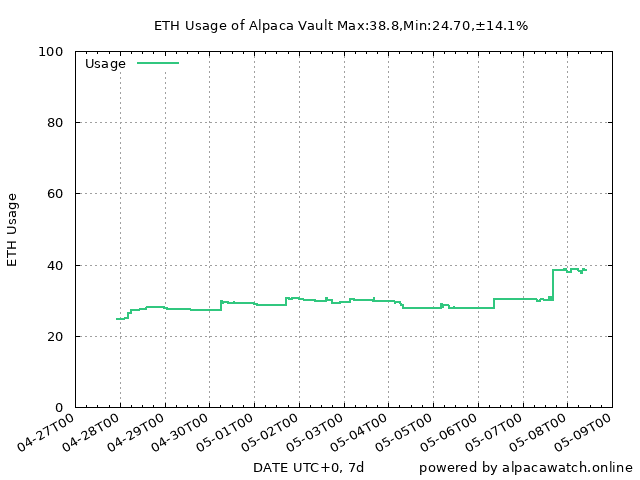 ETH Usage of Alpaca Vault Max:38.8,Min:24.70,±14.1%
100
Usage
80
60
ETH Usage
40
20
0
04-27T00 04-28T00 04-29T00 04-30T00 05-01T00 05-02T00 05-03T00 05-04T00 05-05T00 05-06T00 05-07T00 05-08T00 05-09T00
DATE UTC+0, 7d powered by alpacawatch.online